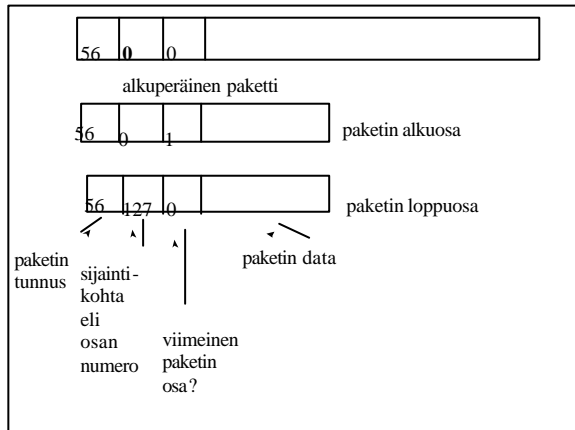 56 0 0
alkuperäinen paketti
56 0 1
paketin alkuosa
56 127 0
paketin loppuosa
paketin
tunnus
sijainti-
kohta
eli
osan
numero
viimeinen
paketin
osa?
paketin data